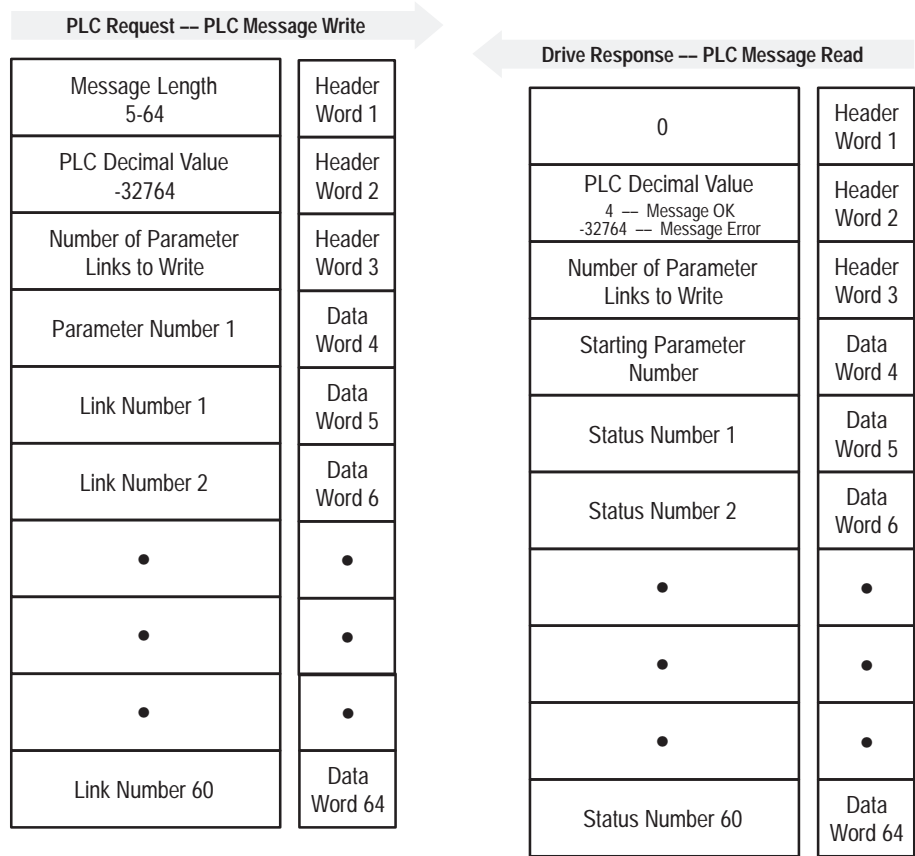 PLC Request –– PLC Message Write
Message Length
5-64
Header
Word 1
PLC Decimal Value
-32764
Header
Word 2
Number of Parameter
Links to Write
Header
Word 3
Parameter Number 1
Data
Word 4
Link Number 1
Data
Word 5
Link Number 2
Data
Word 6
Link Number 60
Data
Word 64
Drive Response –– PLC Message Read
0
Header
Word 1
PLC Decimal Value
4 –– Message OK
-32764 –– Message Error
Header
Word 2
Number of Parameter
Links to Write
Header
Word 3
Starting Parameter
Number
Data
Word 4
Status Number 1
Data
Word 5
Status Number 2
Data
Word 6
Status Number 60
Data
Word 64